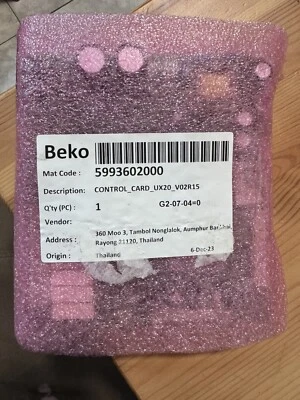 Beko
Mat Code : 5993602000
Description: CONTROL_CARD_UX20_V02R15
Q'ty (PC) : 1 G2-07-04=0
Vendor:
Address : 360 Moo 3, Tambol Nonglalok, Aumphur Bankhai,
Rayong 21120, Thailand
Origin : Thailand 6-Dec-23